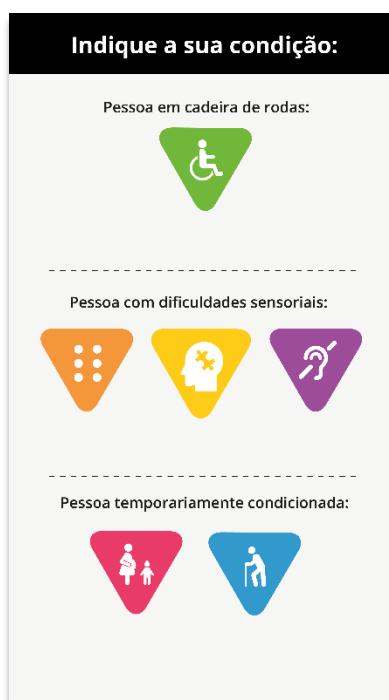 Indique a sua condição:
Pessoa em cadeira de rodas:
Pessoa com dificuldades sensoriais:
Pessoa temporariamente condicionada: